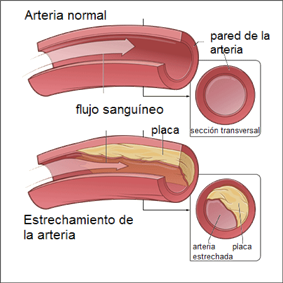 Arteria normal
pared de la
arteria
flujo sanguíneo
sección transversal
placa
Estrechamiento de
la arteria
arteria
estrechada
placa